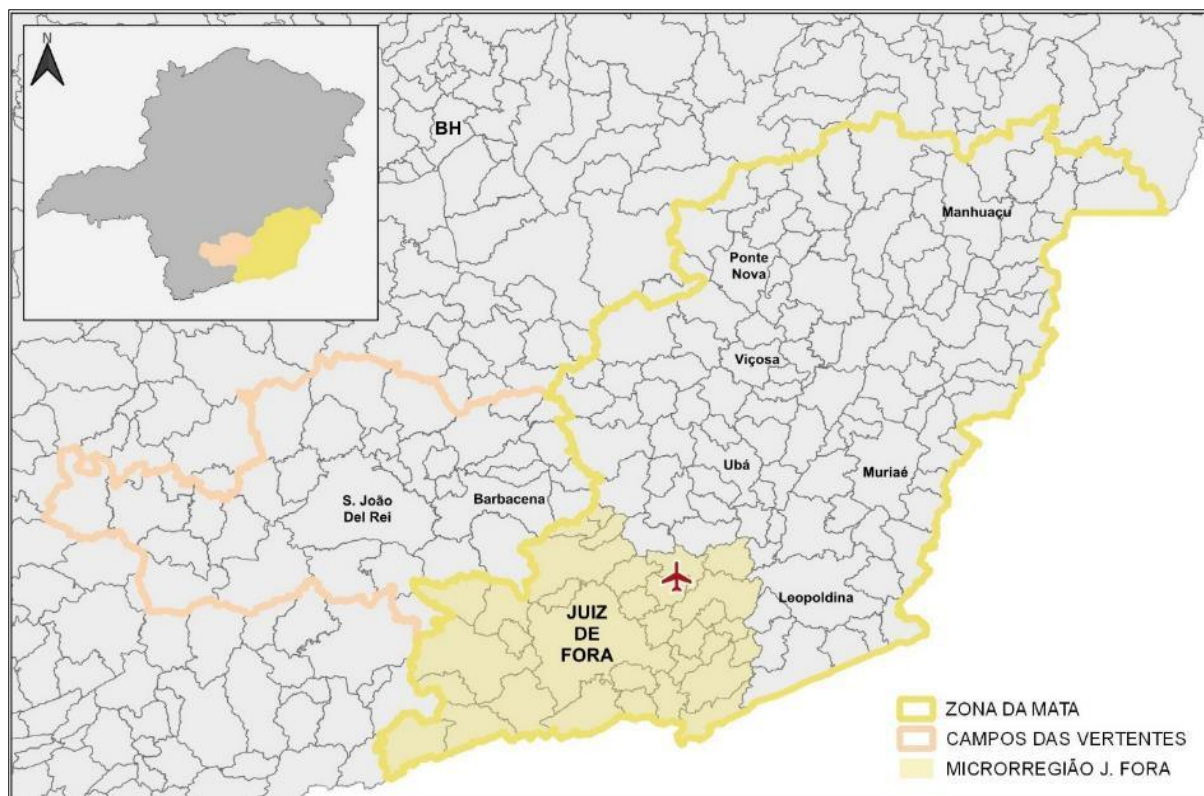 N
BH
Manhuaçu
Ponte
Nova
Viçosa
Ubá
Muriaé
S. João
Del Rei
Barbacena
JUIZ
DE
FORA
Leopoldina
ZONA DA MATA
CAMPOS DAS VERTENTES
MICRORREGIÃO J. FORA